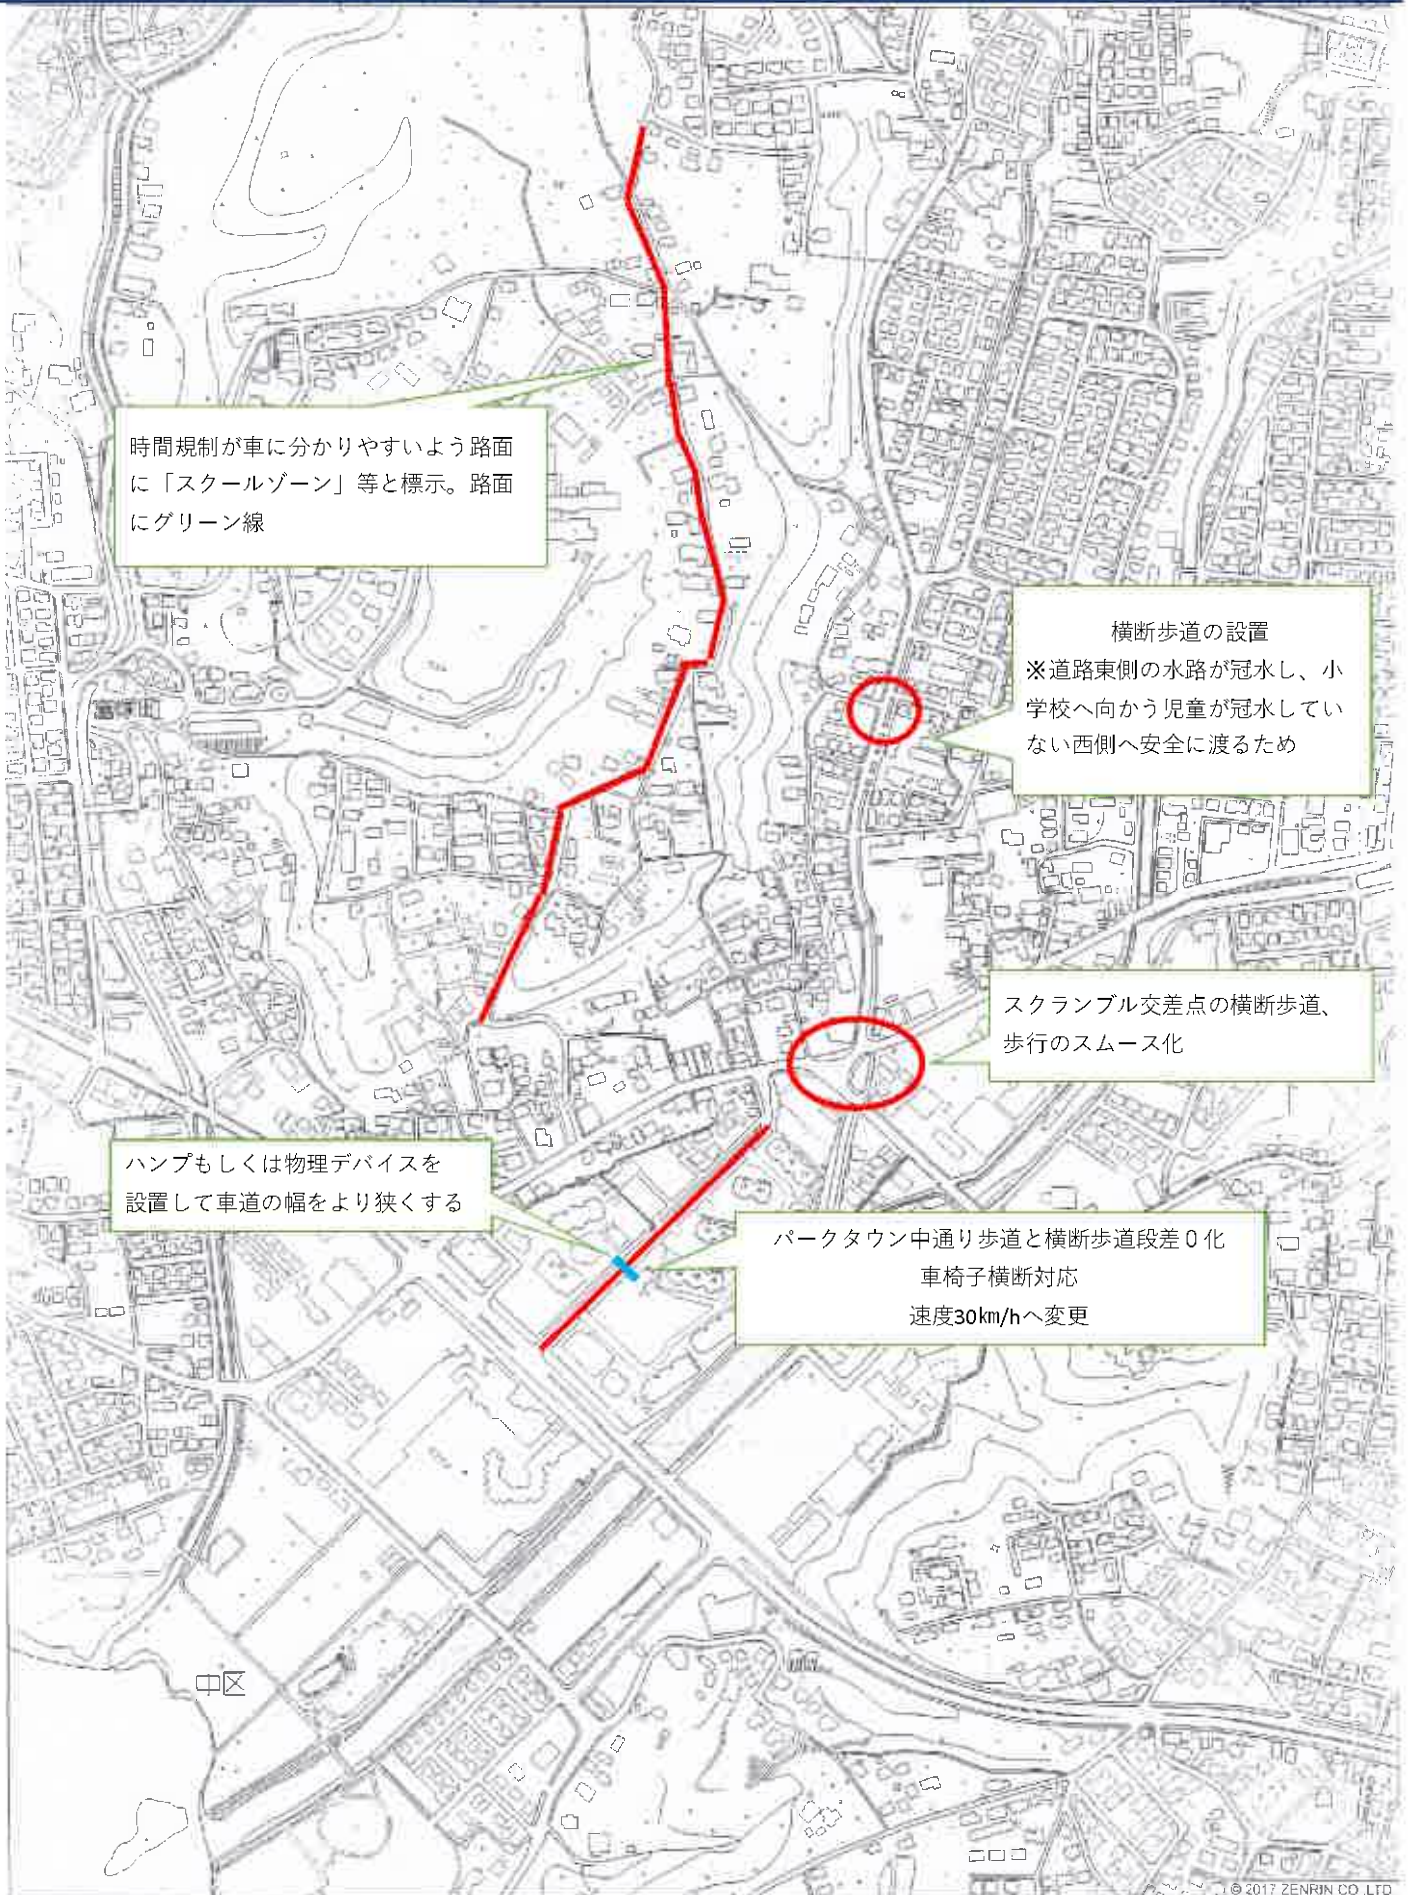 時間規制が車に分かりやすいよう路面
に「スクールゾーン」等と標示。路面
にグリーン線
横断歩道の設置
※道路東側の水路が冠水し、小
学校へ向かう児童が冠水してい
ない西側へ安全に渡るため
スクランブル交差点の横断歩道、
歩行のスムース化
ハンプもしくは物理デバイスを
設置して車道の幅をより狭くする
パークタウン中通り歩道と横断歩道段差０化
車椅子横断対応
速度30㎞/hへ変更
中区
© 2017 ZENRIN CO.,LTD